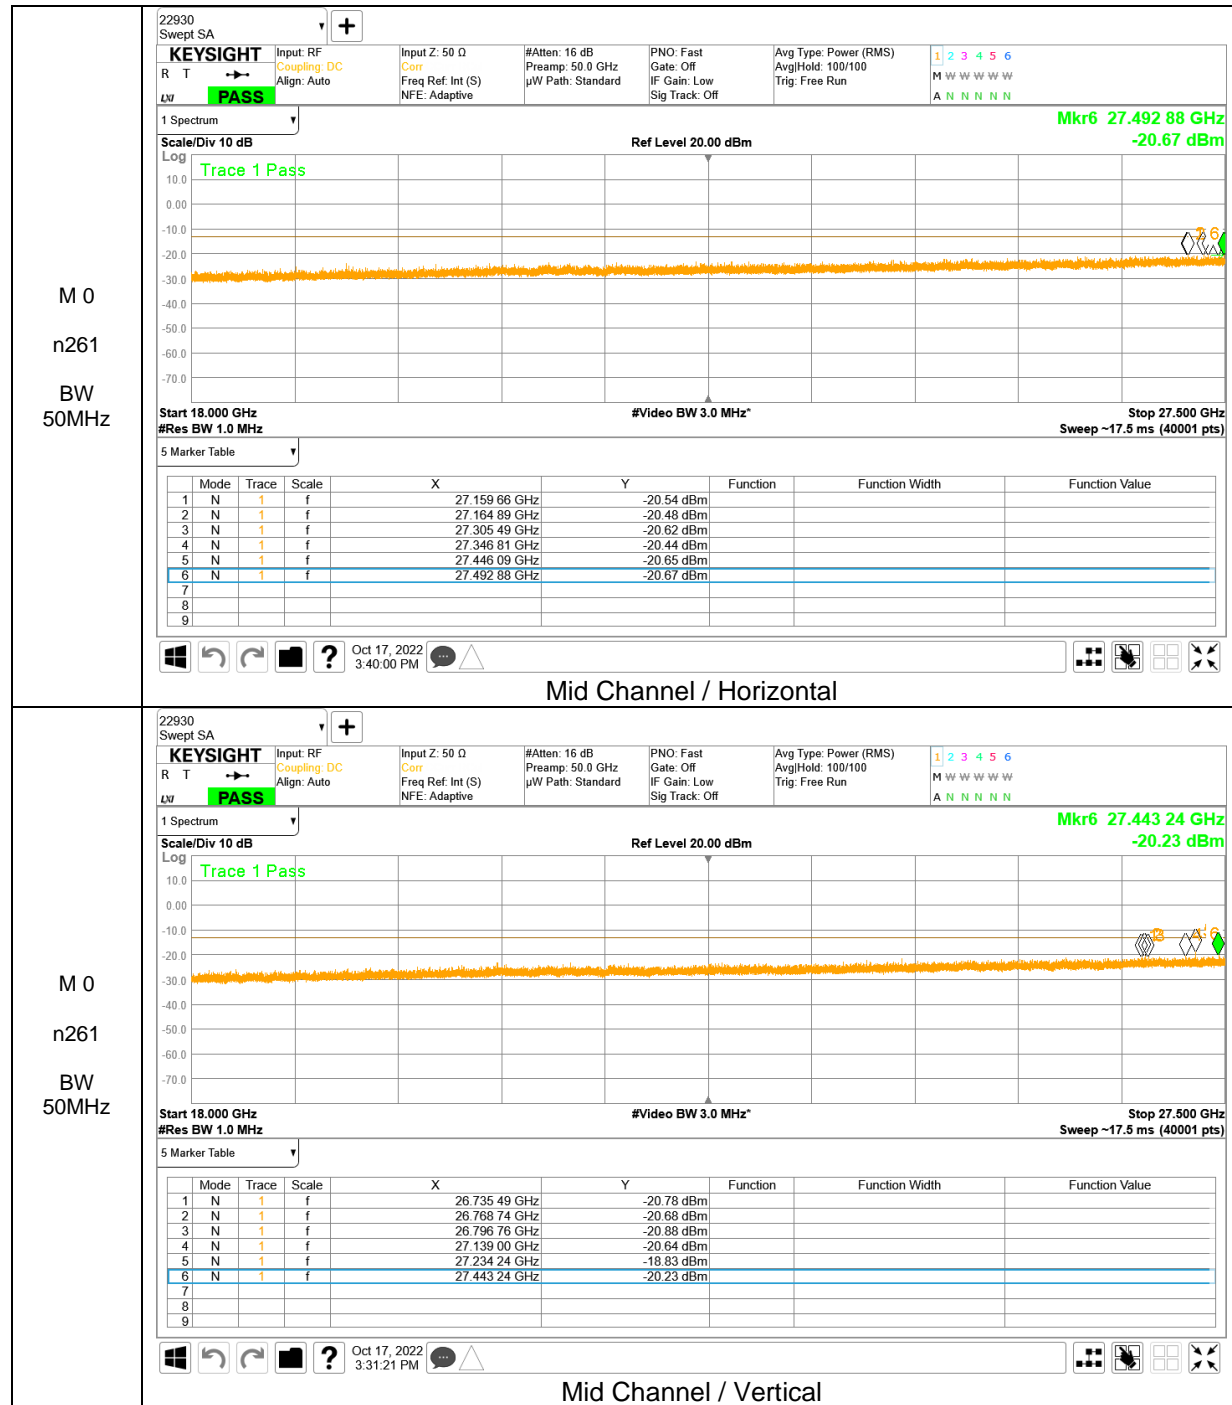 M 0
n261
BW
50MHz
22930
Swept SA
KEYSIGHT
R T
LXI
PASS
Input: RF
Coupling: DC
Align: Auto
Input Z: 50 Ω
Corr
Freq Ref: Int (S)
NFE: Adaptive
#Atten: 16 dB
Preamp: 50.0 GHz
µW Path: Standard
PNO: Fast
Gate: Off
IF Gain: Low
Sig Track: Off
Avg Type: Power (RMS)
Avg|Hold: 100/100
Trig: Free Run
1 2 3 4 5 6
M W W W W W
A N N N N N
1 Spectrum
Mkr6 27.492 88 GHz
-20.67 dBm
Scale/Div 10 dB
Ref Level 20.00 dBm
Log
Trace 1 Pass
10.0
0.00
-10.0
-20.0
-30.0
-40.0
-50.0
-60.0
-70.0
6
Start 18.000 GHz #Video BW 3.0 MHz* Stop 27.500 GHz
#Res BW 1.0 MHz Sweep ~17.5 ms (40001 pts)
5 Marker Table
Mode Trace Scale X Y Function Function Width Function Value
1 N 1 f 27.159 66 GHz -20.54 dBm
2 N 1 f 27.164 89 GHz -20.48 dBm
3 N 1 f 27.305 49 GHz -20.62 dBm
4 N 1 f 27.346 81 GHz -20.44 dBm
5 N 1 f 27.446 09 GHz -20.65 dBm
6 N 1 f 27.492 88 GHz -20.67 dBm
7
8
9
?
Oct 17, 2022
3:40:00 PM
Mid Channel / Horizontal
M 0
n261
BW
50MHz
22930
Swept SA
KEYSIGHT
R T
LXI
PASS
Input: RF
Coupling: DC
Align: Auto
Input Z: 50 Ω
Corr
Freq Ref: Int (S)
NFE: Adaptive
#Atten: 16 dB
Preamp: 50.0 GHz
µW Path: Standard
PNO: Fast
Gate: Off
IF Gain: Low
Sig Track: Off
Avg Type: Power (RMS)
Avg|Hold: 100/100
Trig: Free Run
1 2 3 4 5 6
M W W W W W
A N N N N N
1 Spectrum
Mkr6 27.443 24 GHz
-20.23 dBm
Scale/Div 10 dB
Ref Level 20.00 dBm
Log
Trace 1 Pass
10.0
0.00
-10.0
-20.0
-30.0
-40.0
-50.0
-60.0
-70.0
6
Start 18.000 GHz #Video BW 3.0 MHz* Stop 27.500 GHz
#Res BW 1.0 MHz Sweep ~17.5 ms (40001 pts)
5 Marker Table
Mode Trace Scale X Y Function Function Width Function Value
1 N 1 f 26.735 49 GHz -20.78 dBm
2 N 1 f 26.768 74 GHz -20.68 dBm
3 N 1 f 26.796 76 GHz -20.88 dBm
4 N 1 f 27.139 00 GHz -20.64 dBm
5 N 1 f 27.234 24 GHz -18.83 dBm
6 N 1 f 27.443 24 GHz -20.23 dBm
7
8
9
?
Oct 17, 2022
3:31:21 PM
Mid Channel / Vertical